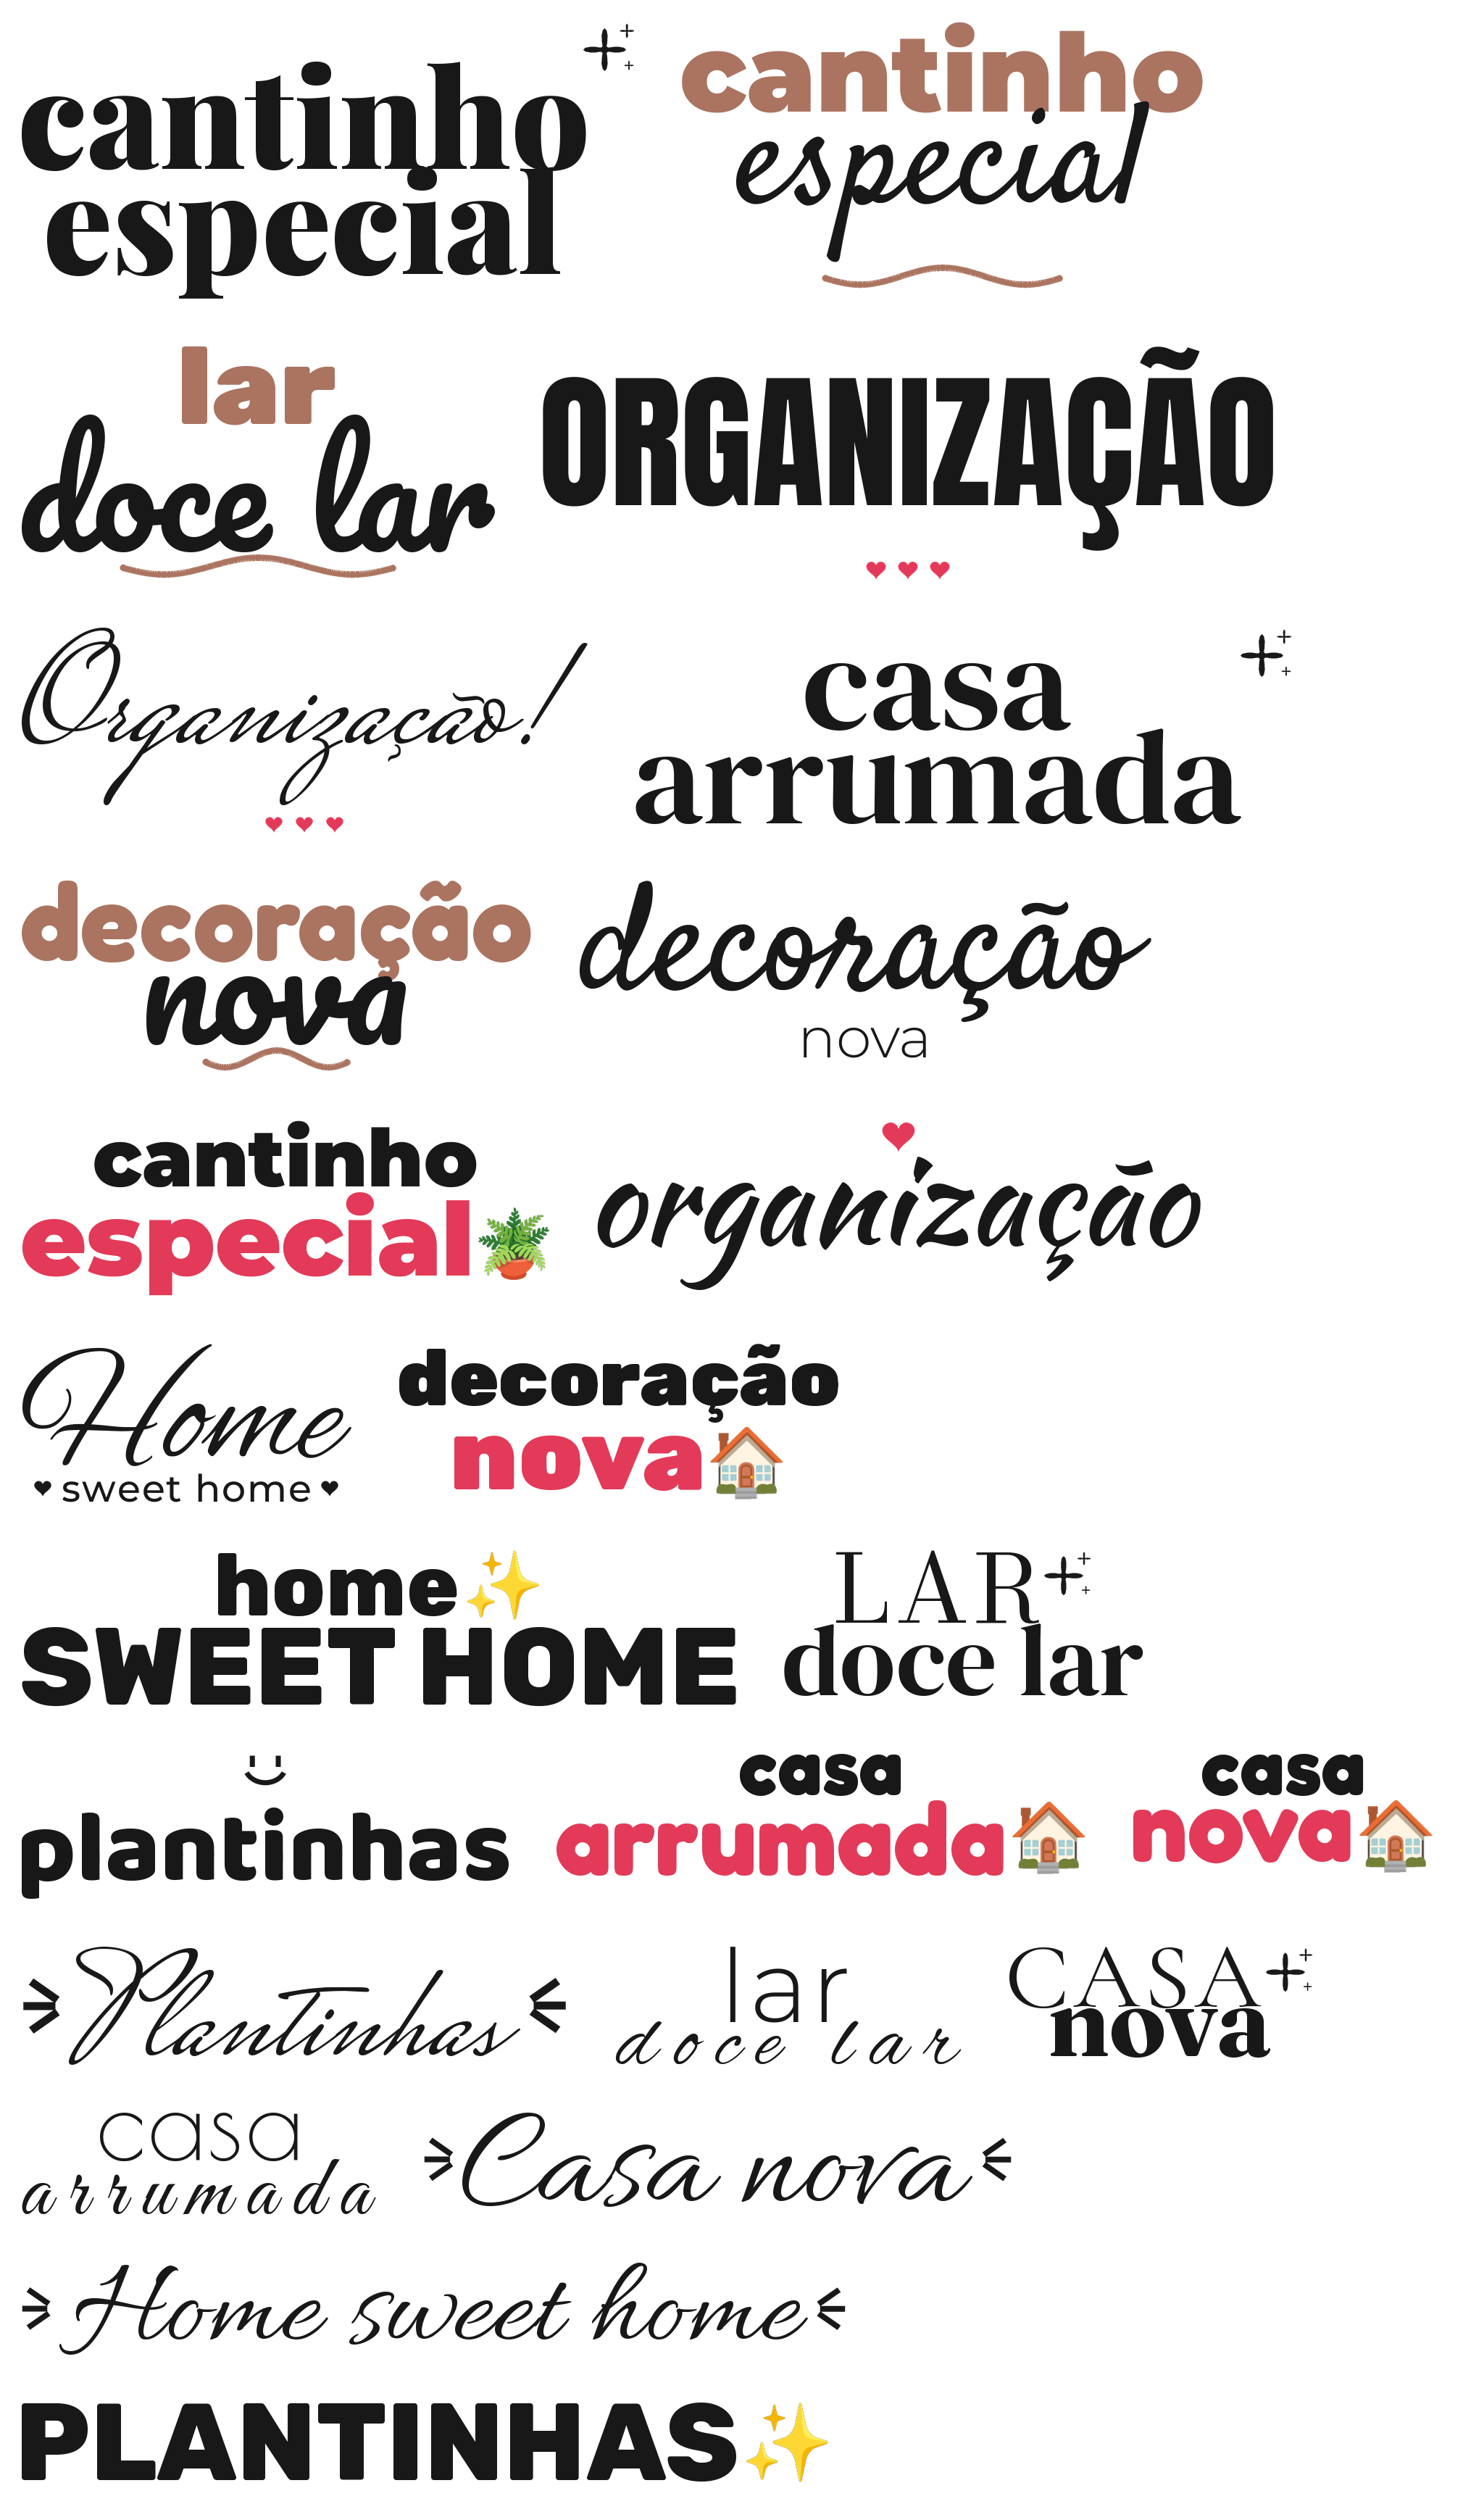 cantinho
especial
cantinho
especial
lar
doce lar
ORGANIZAÇÃO
Organização!
casa
arrumada
decoração
nova
decoração
nova
cantinho
especial
organização
Home
sweet home
decoração
nova
home
SWEET HOME
LAR
doce lar
plantinhas
casa
arrumada
casa
nova
Plantinhas
lar
doce lar
CASA
nova
casa
arrumada
Casa nova
Home sweet home
PLANTINHAS